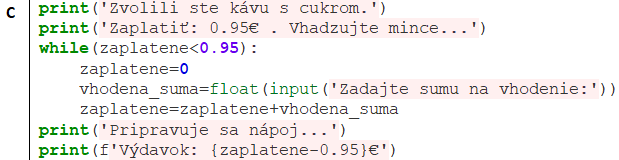 C print('Zvolili ste kávu s cukrom.')
print('Zaplatiť: 0.95€ . Vhadzujte mince...')
while(zaplatene<0.95):
    zaplatene=0
    vhodena_suma=float(input('Zadajte sumu na vhodenie:'))
    zaplatene=zaplatene+vhodena_suma
print('Pripravuje sa nápoj...')
print(f'Výdavok: {zaplatene-0.95}€')